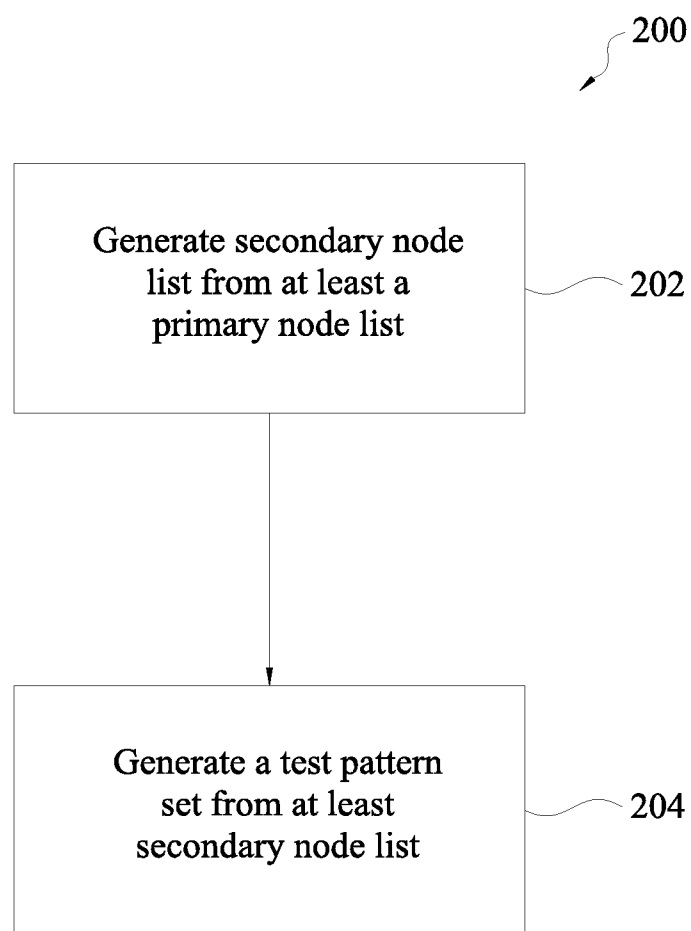 200
Generate secondary node
list from at least a
primary node list
202
Generate a test pattern
set from at least
secondary node list
204